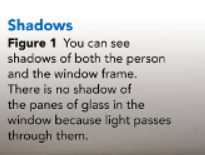 Shadows
Figure 1 You can see
shadows of both the person
and the window frame.
There is no shadow of
the panes of glass in the
window because light passes
through them.